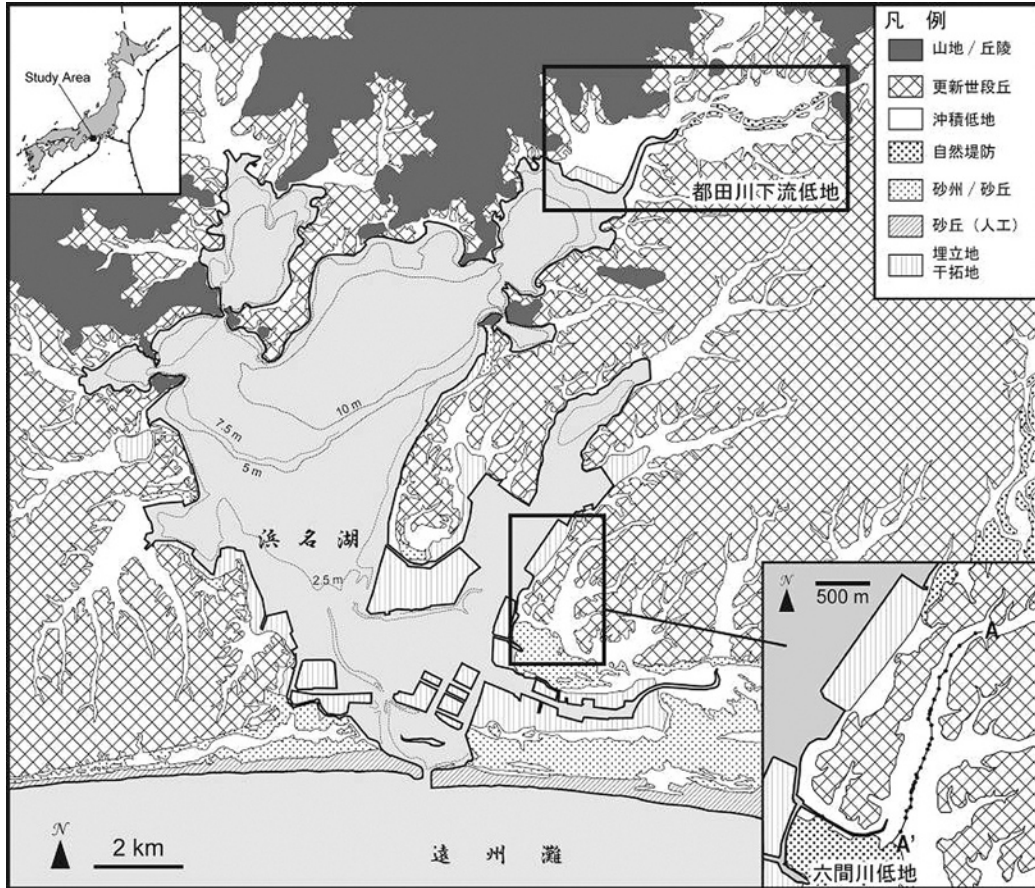 Study Area
凡 例
山地 / 丘陵
更新世段丘
沖積低地
自然堤防
砂州 / 砂丘
砂丘（人工）
埋立地
干拓地
都田川下流低地
10 m
7.5 m
5 m
浜 名 湖
2.5 m
N
500 m
A
A'
六間川低地
N
2 km
遠 州 灘